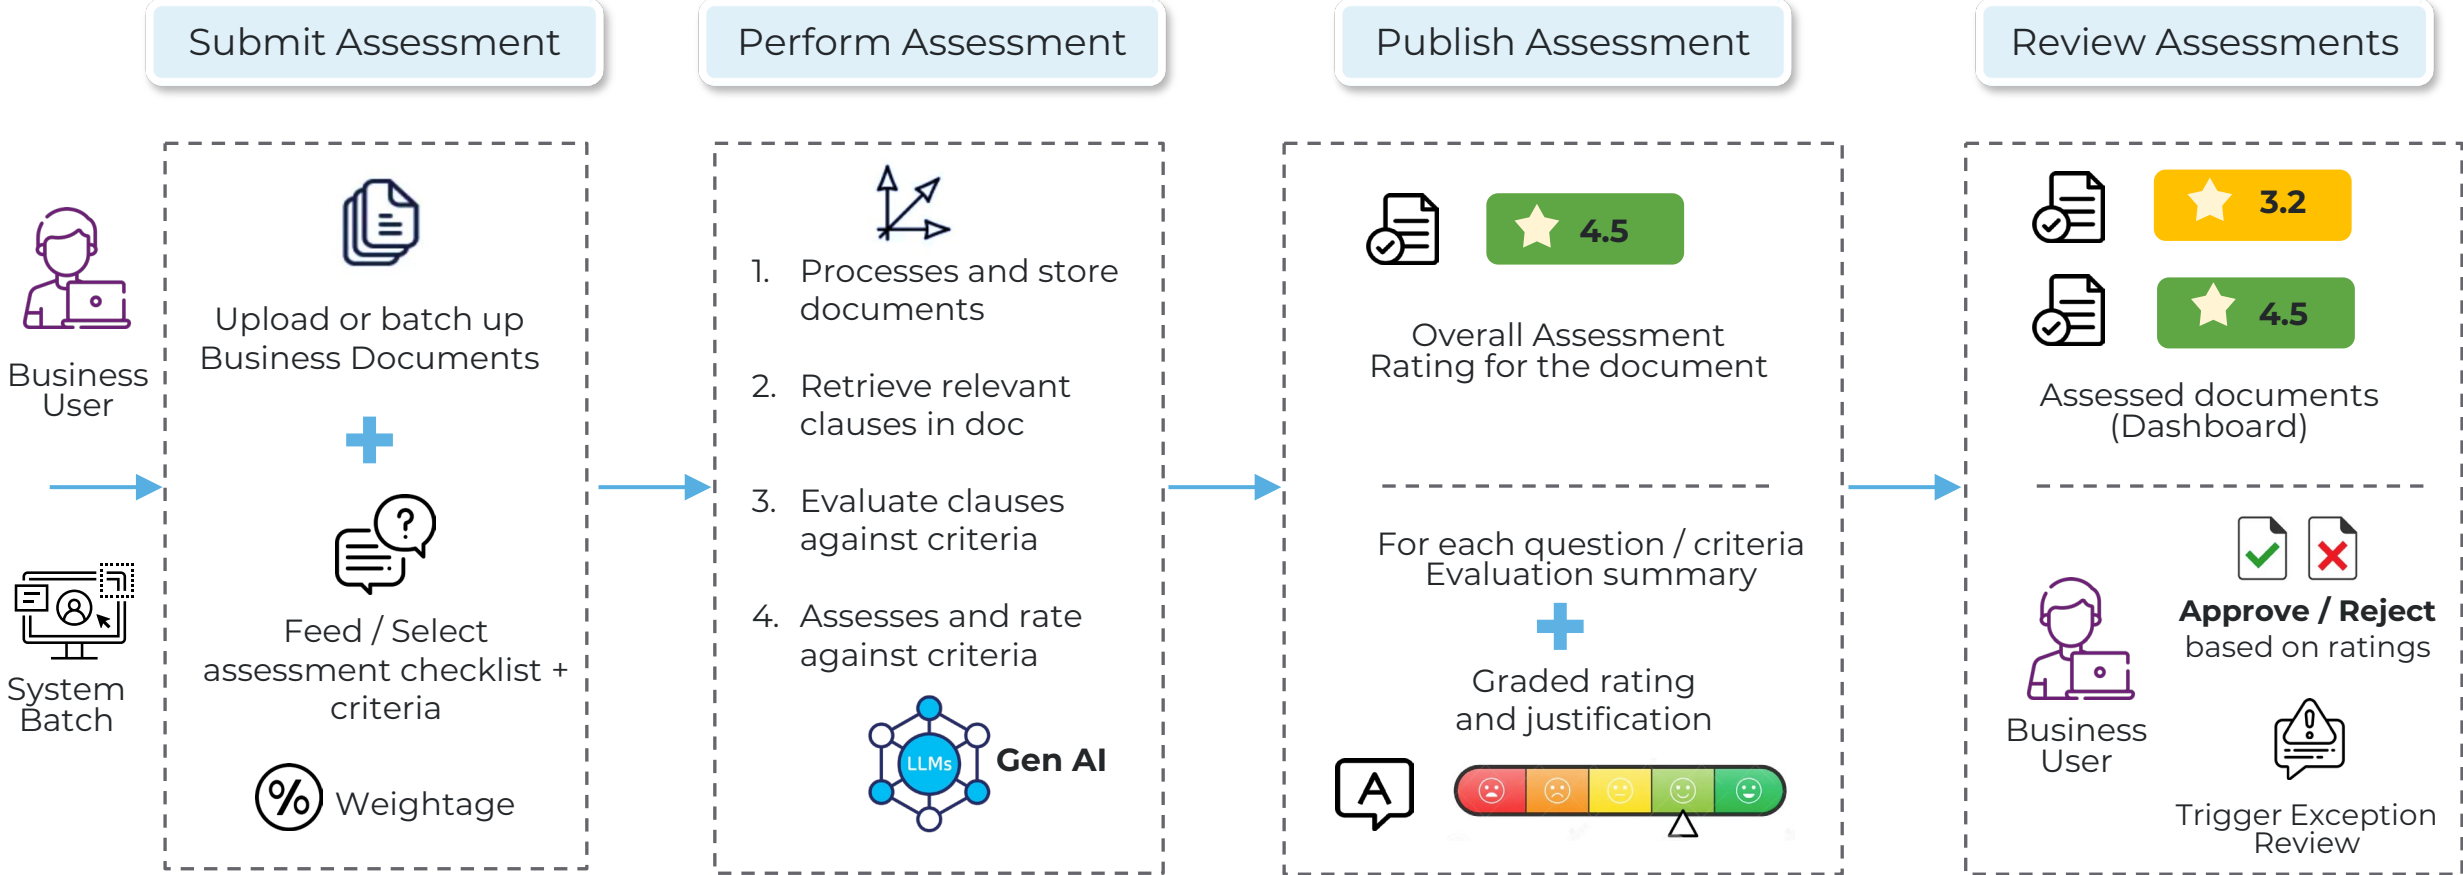 Submit Assessment
Perform Assessment
Publish Assessment
Review Assessments
Business
User
System
Batch
Upload or batch up
Business Documents
?
Feed / Select
assessment checklist +
criteria
% Weightage
1. Processes and store
documents
2. Retrieve relevant
clauses in doc
3. Evaluate clauses
against criteria
4. Assesses and rate
against criteria
LLMs Gen AI
4.5
Overall Assessment
Rating for the document
For each question / criteria
Evaluation summary
Graded rating
and justification
A
3.2
4.5
Assessed documents
(Dashboard)
Business
User
Approve / Reject
based on ratings
!
Trigger Exception
Review